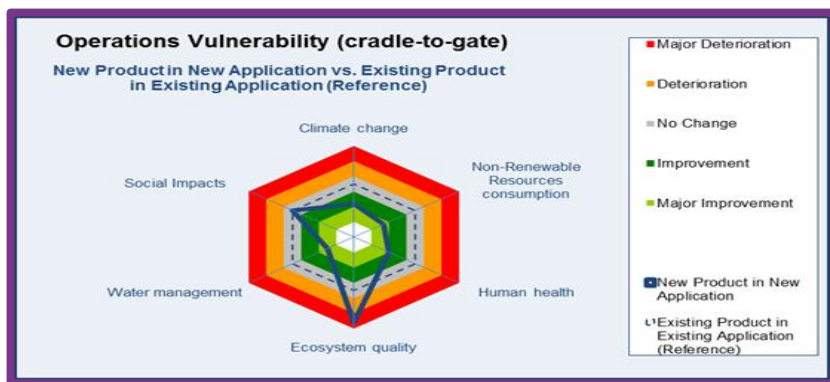 Operations Vulnerability (cradle-to-gate)
New Product in New Application vs. Existing Product
in Existing Application (Reference)
Climate change
Non-Renewable
Resources
consumption
Social Impacts
Water management
Human health
Ecosystem quality
Major Deterioration
Deterioration
No Change
Improvement
Major Improvement
New Product in New
Application
Existing Product in
Existing Application
(Reference)